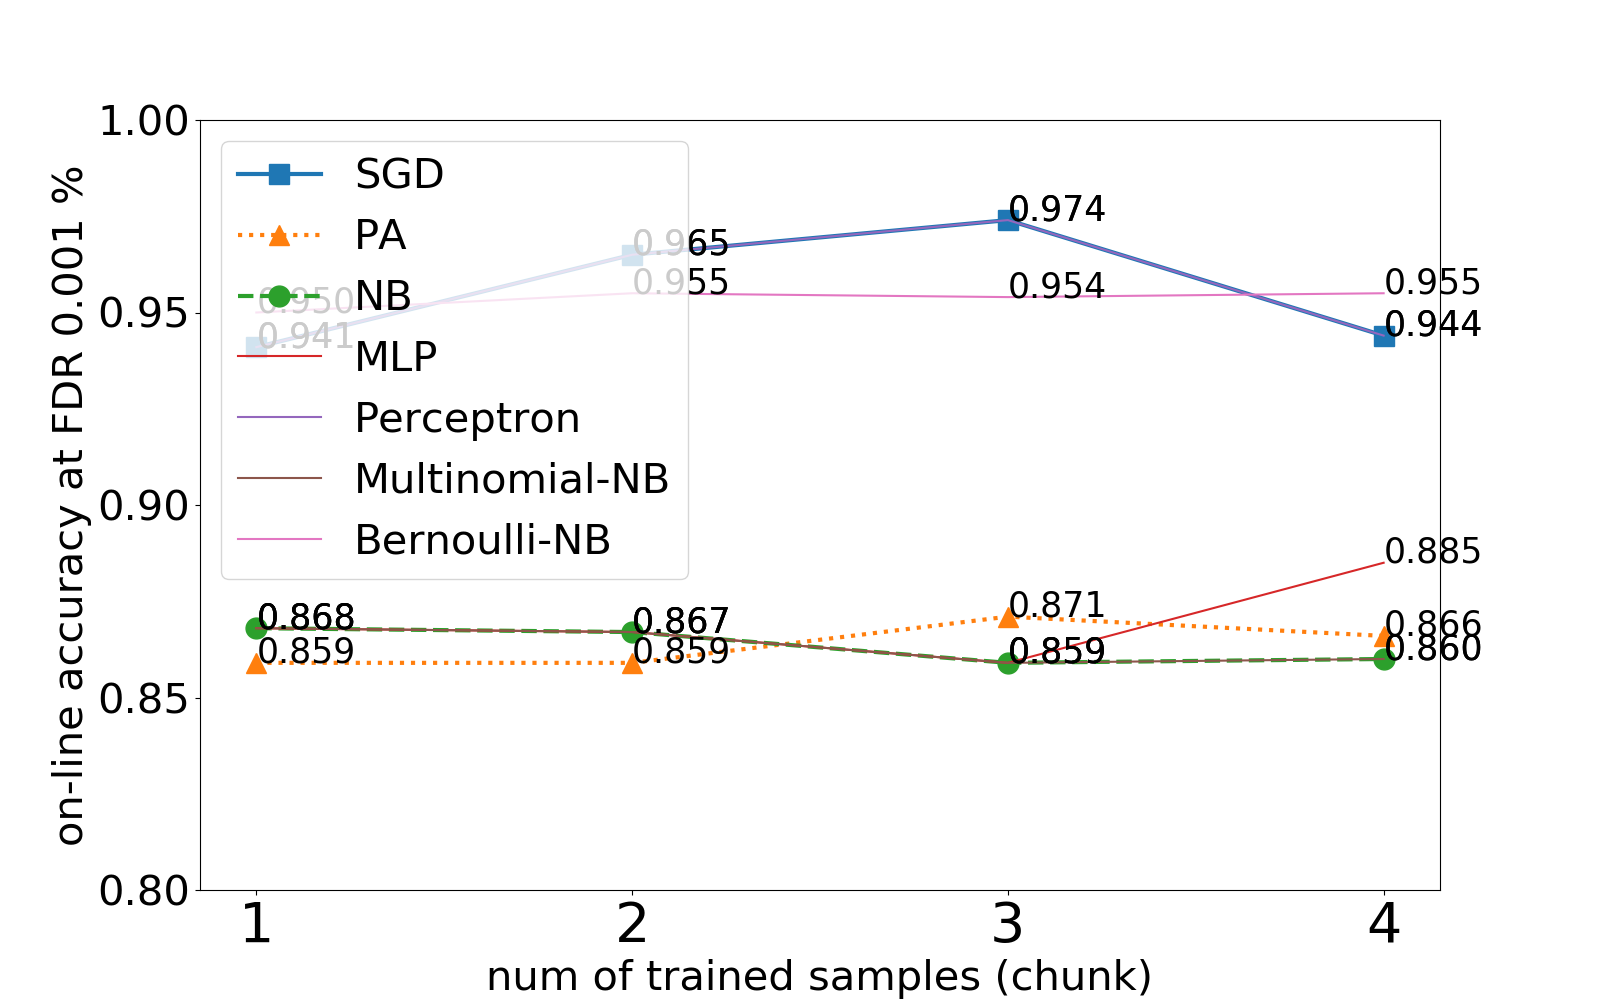 1.00
0.95
0.90
0.85
0.80
on-line accuracy at FDR 0.001 %
SGD
PA
NB
MLP
Perceptron
Multinomial-NB
Bernoulli-NB
0.974
0.965
0.955
0.954
0.955
0.950
0.944
0.941
0.885
0.868
0.867
0.871
0.866
0.859
0.859
0.859
0.860
1
2
3
4
num of trained samples (chunk)